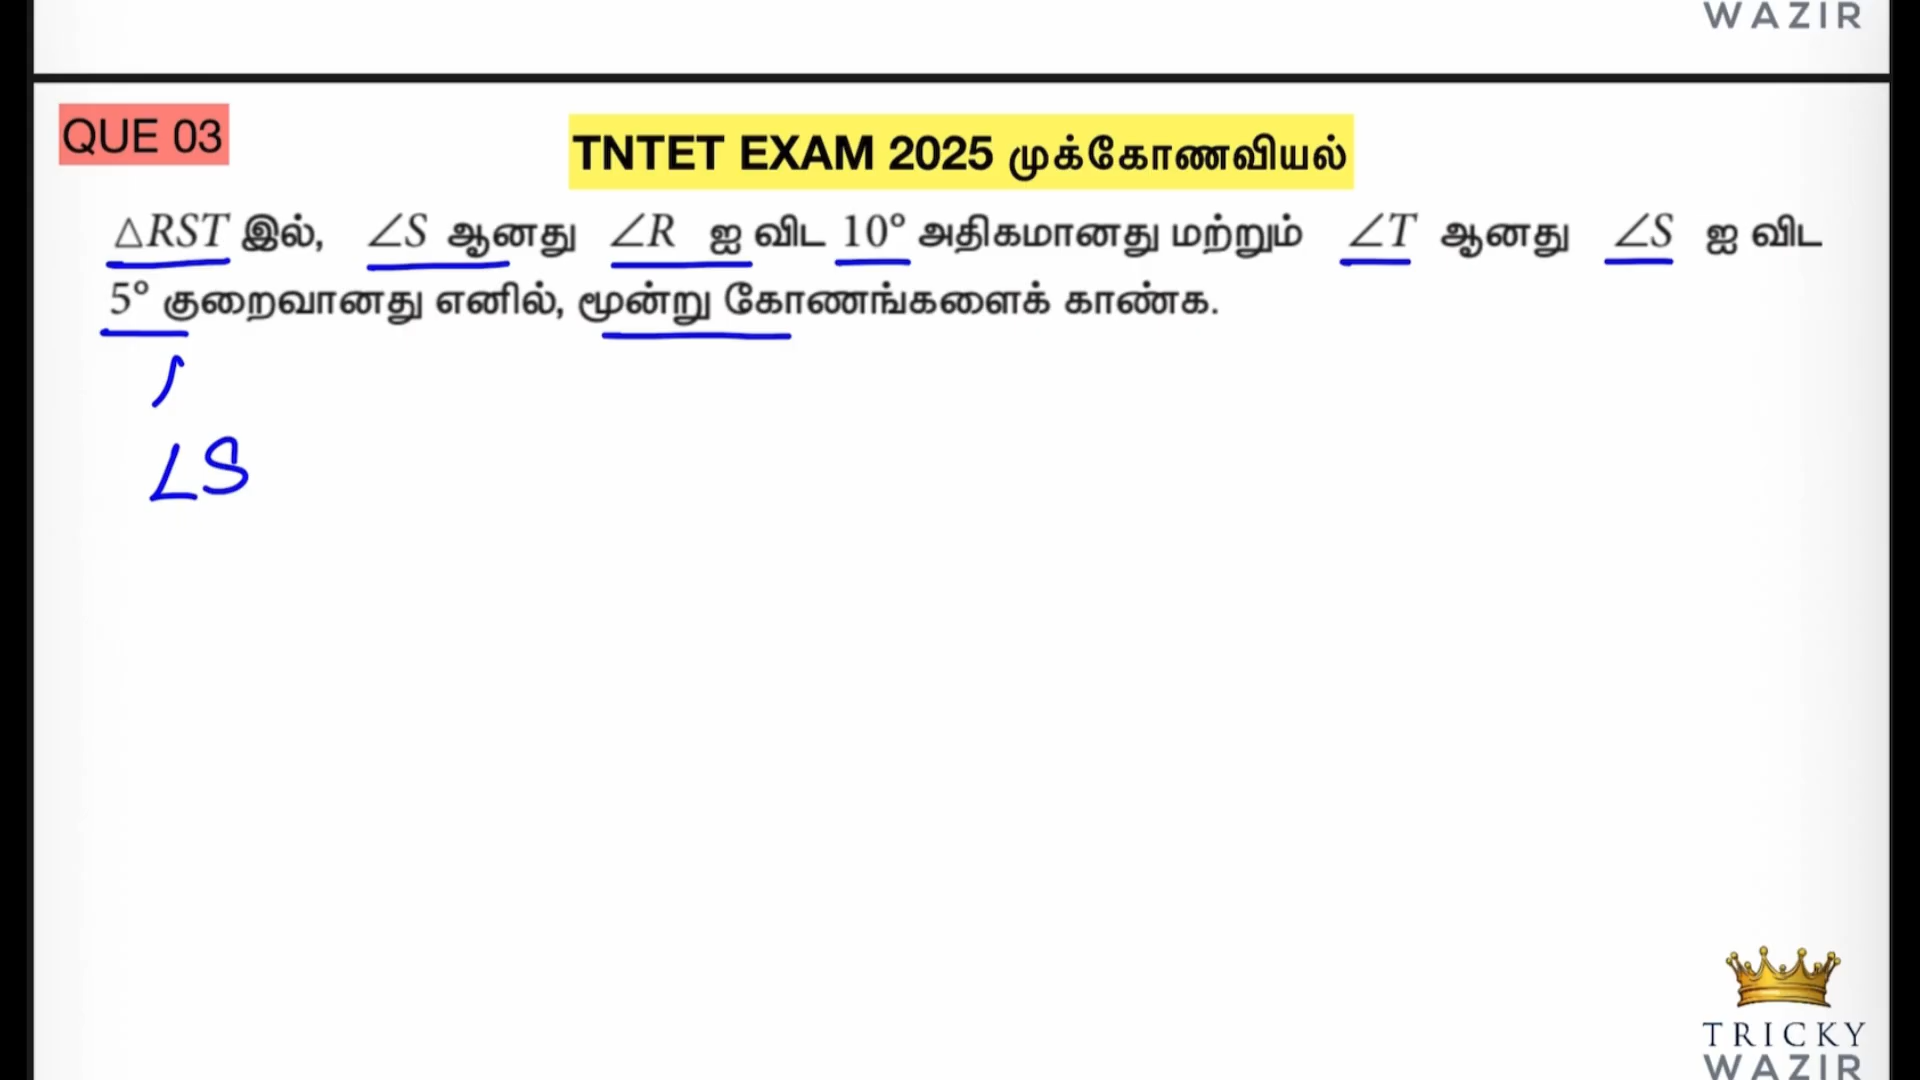 WAZIR
QUE 03
TNTET EXAM 2025 முக்கோணவியல்
△RST இல், ∠S ஆனது ∠R ஐ விட 10° அதிகமானது மற்றும் ∠T ஆனது ∠S ஐ விட
5° குறைவானது எனில், மூன்று கோணங்களைக் காண்க.
∠S
TRICKY
WAZIR